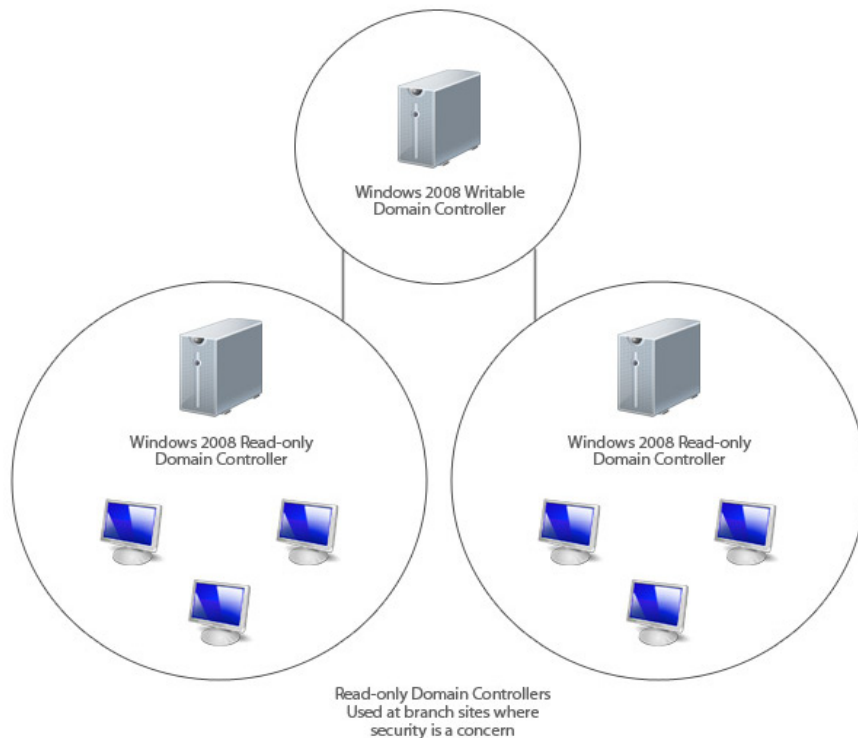 Windows 2008 Writable
Domain Controller
Windows 2008 Read-only
Domain Controller
Windows 2008 Read-only
Domain Controller
Read-only Domain Controllers
Used at branch sites where
security is a concern